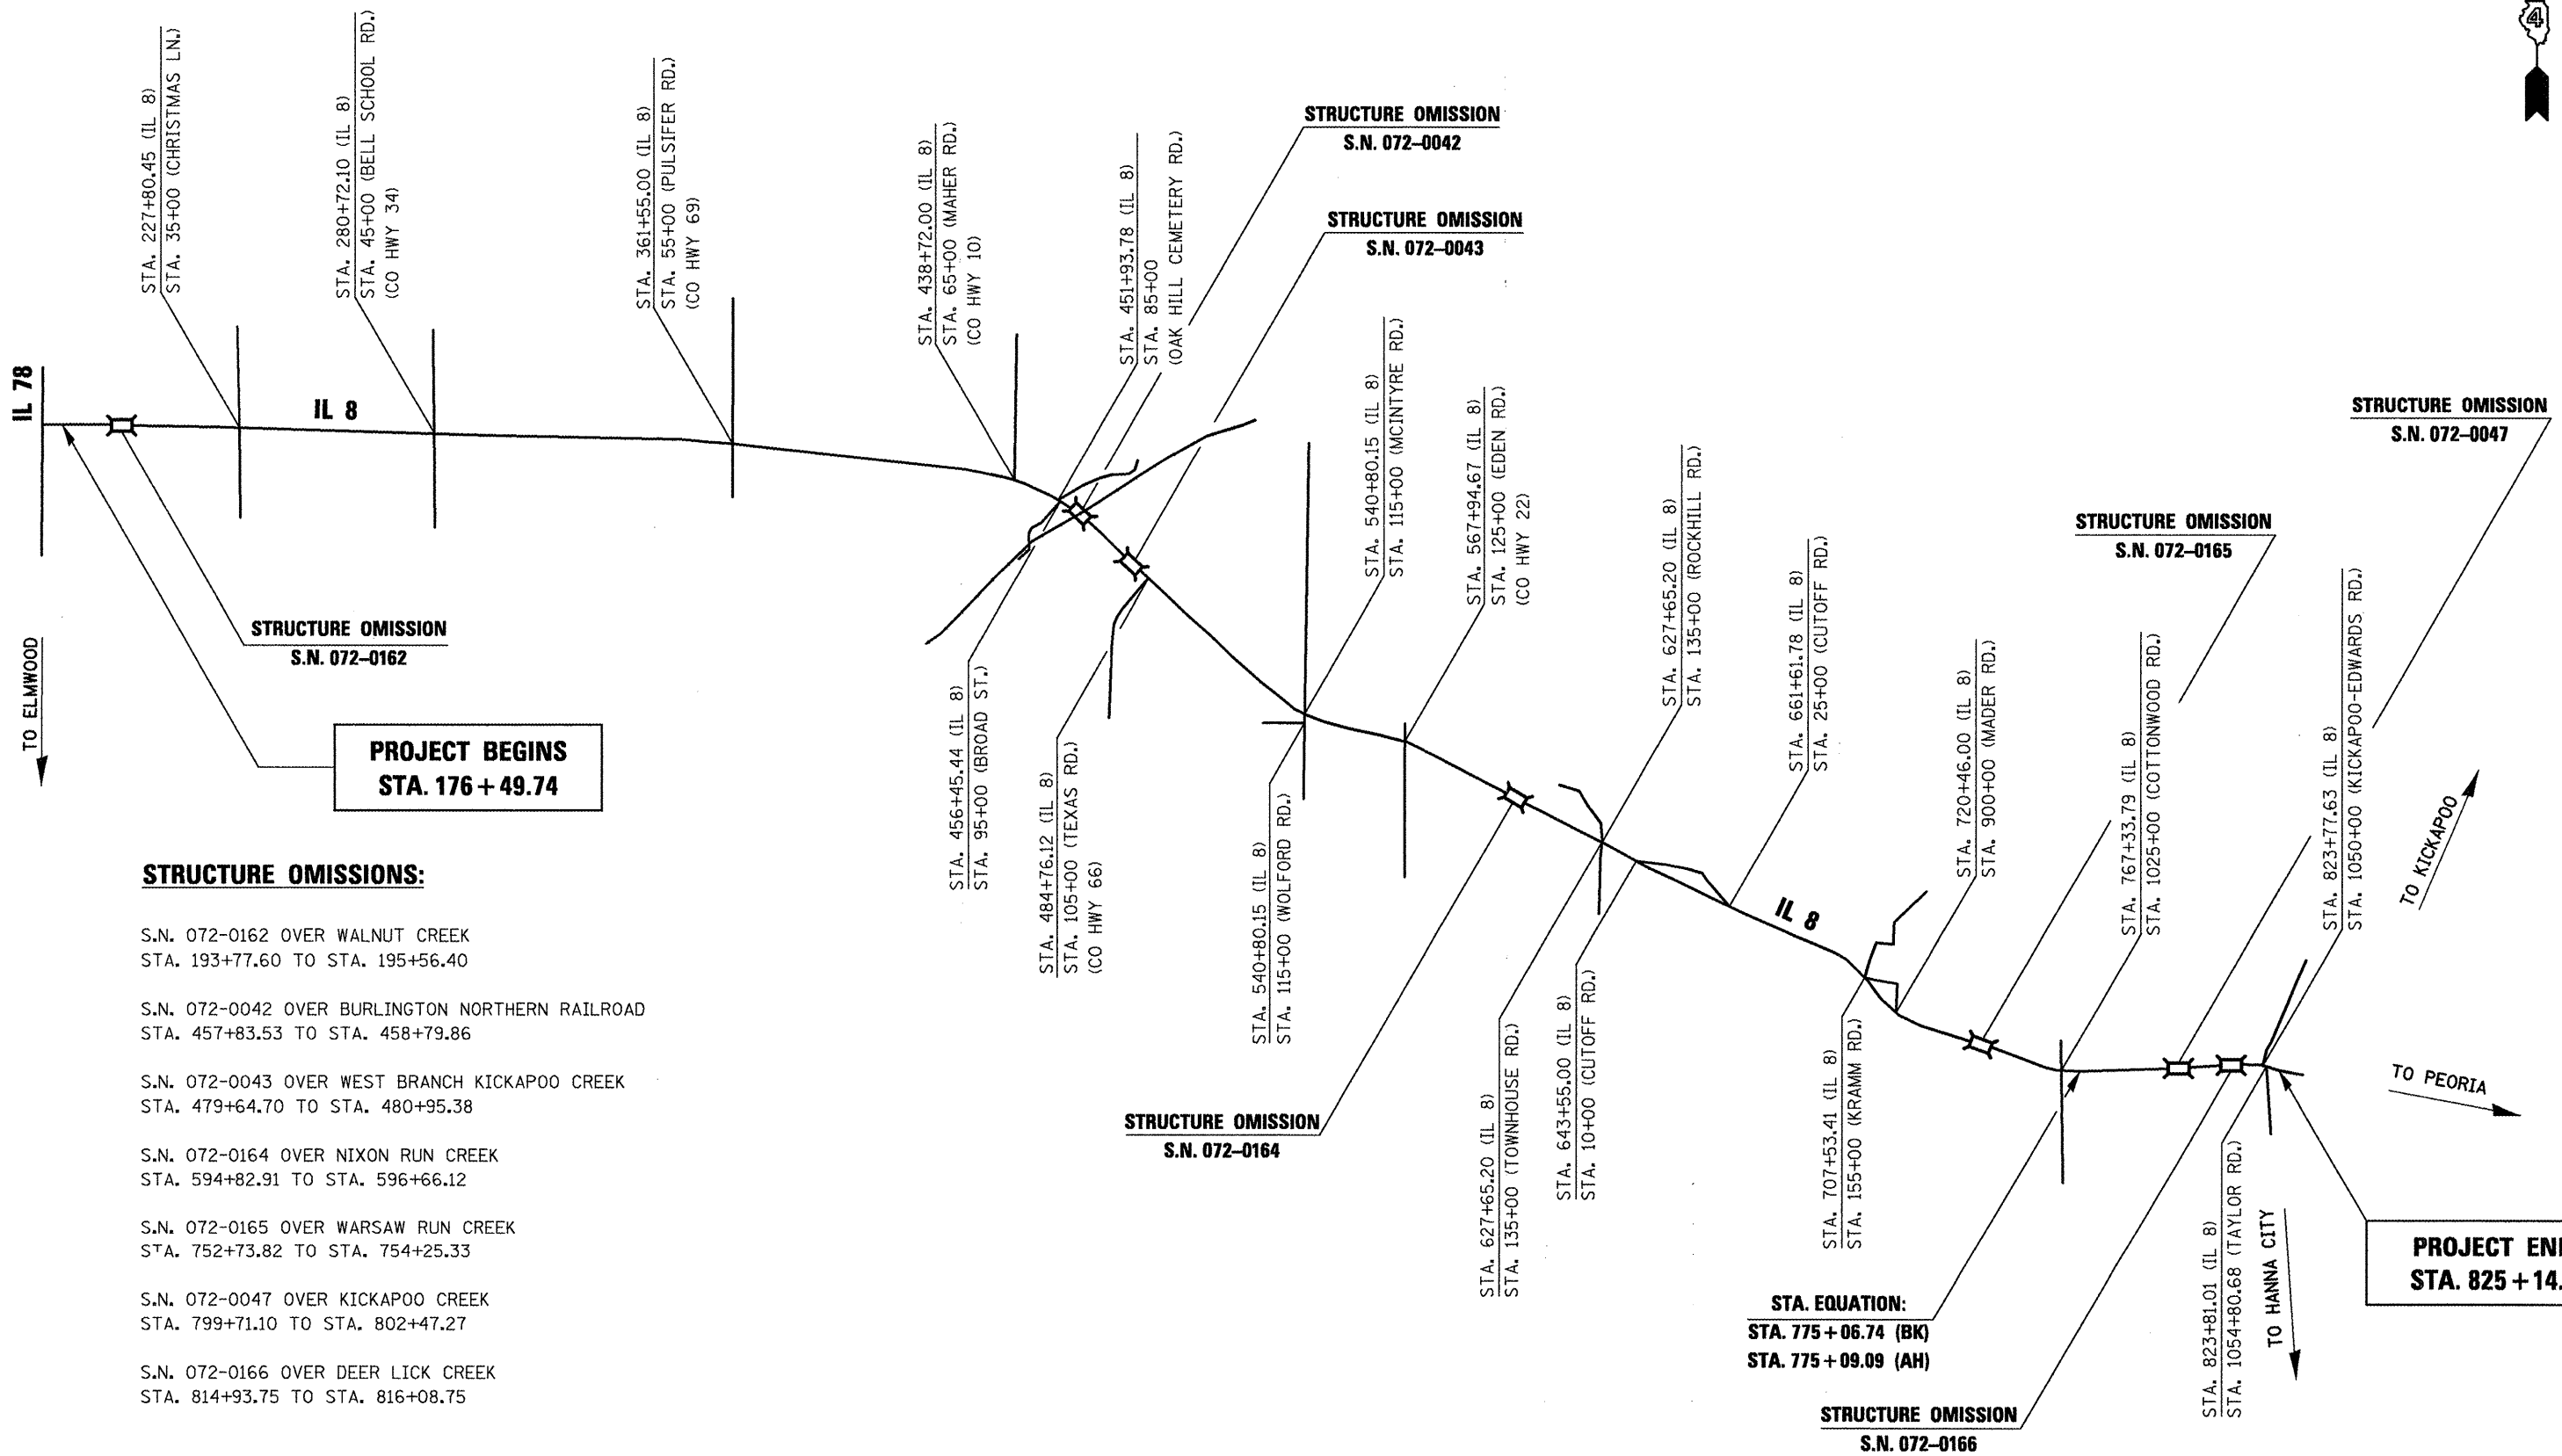 4
STA. 227+80.45 (IL 8)
STA. 35+00 (CHRISTMAS LN.)
STA. 280+72.10 (IL 8)
STA. 45+00 (BELL SCHOOL RD.)
(CO HWY 34)
STA. 361+55.00 (IL 8)
STA. 55+00 (PULSIFER RD.)
(CO HWY 69)
STA. 438+72.00 (IL 8)
STA. 65+00 (MAHER RD.)
(CO HWY 10)
STA. 451+93.78 (IL 8)
STA. 85+00
(OAK HILL CEMETERY RD.)
STRUCTURE OMISSION
S.N. 072-0042
STRUCTURE OMISSION
S.N. 072-0043
STA. 540+80.15 (IL 8)
STA. 115+00 (MCINTYRE RD.)
STA. 567+94.67 (IL 8)
STA. 125+00 (EDEN RD.)
(CO HWY 22)
STA. 627+65.20 (IL 8)
STA. 135+00 (ROCKHILL RD.)
STA. 661+61.78 (IL 8)
STA. 25+00 (CUTOFF RD.)
STA. 720+46.00 (IL 8)
STA. 900+00 (MADER RD.)
STRUCTURE OMISSION
S.N. 072-0165
STA. 767+33.79 (IL 8)
STA. 1025+00 (COTTONWOOD RD.)
STRUCTURE OMISSION
S.N. 072-0047
STA. 823+77.63 (IL 8)
STA. 1050+00 (KICKAPOO-EDWARDS RD.)
IL 78
IL 8
TO ELMWOOD
STRUCTURE OMISSION
S.N. 072-0162
PROJECT BEGINS
STA. 176+49.74
STA. 456+45.44 (IL 8)
STA. 95+00 (BROAD ST.)
STA. 484+76.12 (IL 8)
STA. 105+00 (TEXAS RD.)
(CO HWY 66)
STA. 540+80.15 (IL 8)
STA. 115+00 (WOLFORD RD.)
STRUCTURE OMISSION
S.N. 072-0164
STA. 627+65.20 (IL 8)
STA. 135+00 (TOWNHOUSE RD.)
STA. 643+55.00 (IL 8)
STA. 10+00 (CUTOFF RD.)
IL 8
STA. 707+53.41 (IL 8)
STA. 155+00 (KRAMM RD.)
STA. EQUATION:
STA. 775+06.74 (BK)
STA. 775+09.09 (AH)
STRUCTURE OMISSION
S.N. 072-0166
STA. 823+81.01 (IL 8)
STA. 1054+80.68 (TAYLOR RD.)
TO HANNA CITY
TO KICKAPOO
TO PEORIA
PROJECT EN
STA. 825+14.
STRUCTURE OMISSIONS:
S.N. 072-0162 OVER WALNUT CREEK
STA. 193+77.60 TO STA. 195+56.40
S.N. 072-0042 OVER BURLINGTON NORTHERN RAILROAD
STA. 457+83.53 TO STA. 458+79.86
S.N. 072-0043 OVER WEST BRANCH KICKAPOO CREEK
STA. 479+64.70 TO STA. 480+95.38
S.N. 072-0164 OVER NIXON RUN CREEK
STA. 594+82.91 TO STA. 596+66.12
S.N. 072-0165 OVER WARSAW RUN CREEK
STA. 752+73.82 TO STA. 754+25.33
S.N. 072-0047 OVER KICKAPOO CREEK
STA. 799+71.10 TO STA. 802+47.27
S.N. 072-0166 OVER DEER LICK CREEK
STA. 814+93.75 TO STA. 816+08.75